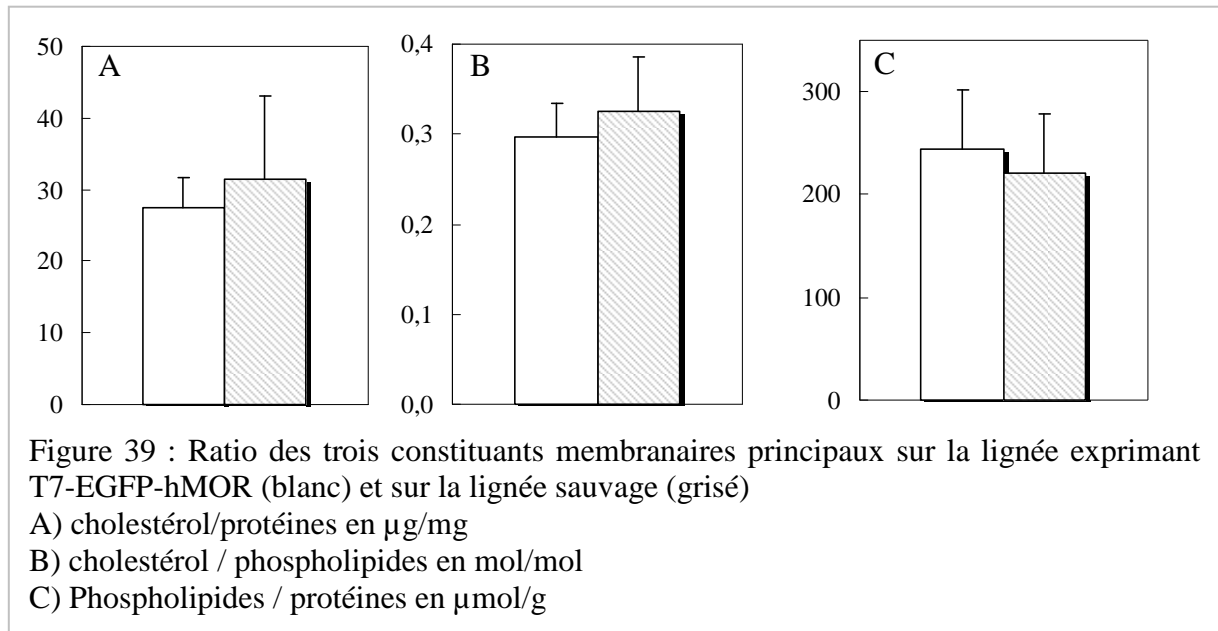 A
50
40
30
20
10
0
B
0,4
0,3
0,2
0,1
0,0
C
300
200
100
0
Figure 39 : Ratio des trois constituants membranaires principaux sur la lignée exprimant
T7-EGFP-hMOR (blanc) et sur la lignée sauvage (grisé)
A) cholestérol/protéines en µg/mg
B) cholestérol / phospholipides en mol/mol
C) Phospholipides / protéines en µmol/g